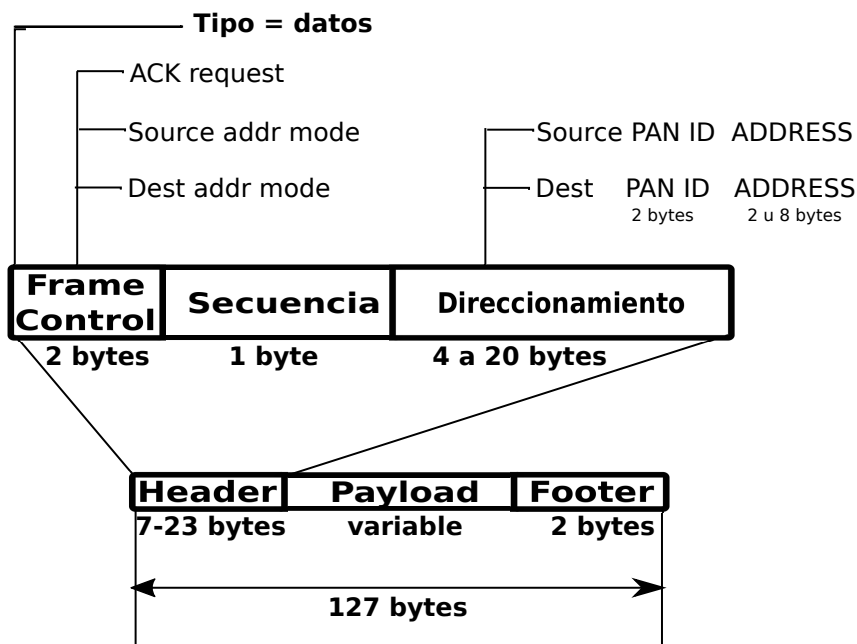 Tipo = datos
ACK request
Source addr mode
Source PAN ID ADDRESS
Dest addr mode
Dest PAN ID ADDRESS
2 bytes 2 u 8 bytes
Frame
Control
Secuencia
Direccionamiento
2 bytes
1 byte
4 a 20 bytes
Header
Payload
Footer
7-23 bytes
variable
2 bytes
127 bytes